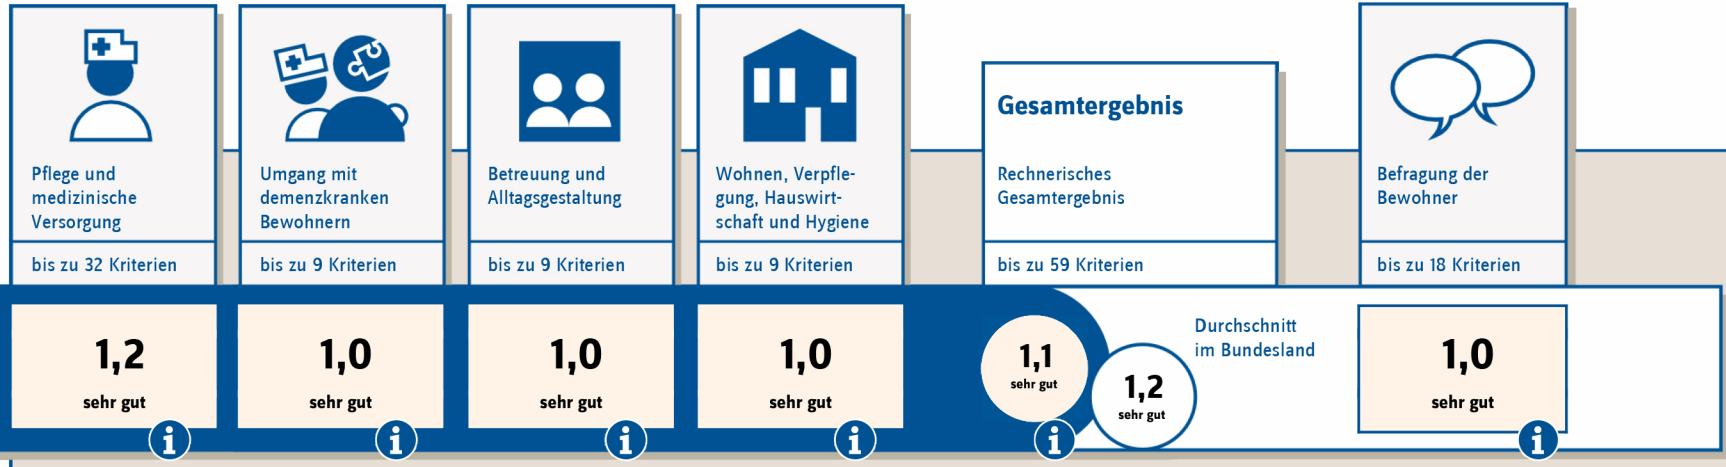 Pflege und
medizinische
Versorgung
bis zu 32 Kriterien
1,2
sehr gut
i
Umgang mit
demenzkranken
Bewohnern
bis zu 9 Kriterien
1,0
sehr gut
i
Betreuung und
Alltagsgestaltung
bis zu 9 Kriterien
1,0
sehr gut
i
Wohnen, Verpfle-
gung, Hauswirt-
schaft und Hygiene
bis zu 9 Kriterien
1,0
sehr gut
i
Gesamtergebnis
Rechnerisches
Gesamtergebnis
bis zu 59 Kriterien
1,1
sehr gut
i
1,2
sehr gut
Durchschnitt
im Bundesland
Befragung der
Bewohner
bis zu 18 Kriterien
1,0
sehr gut
i